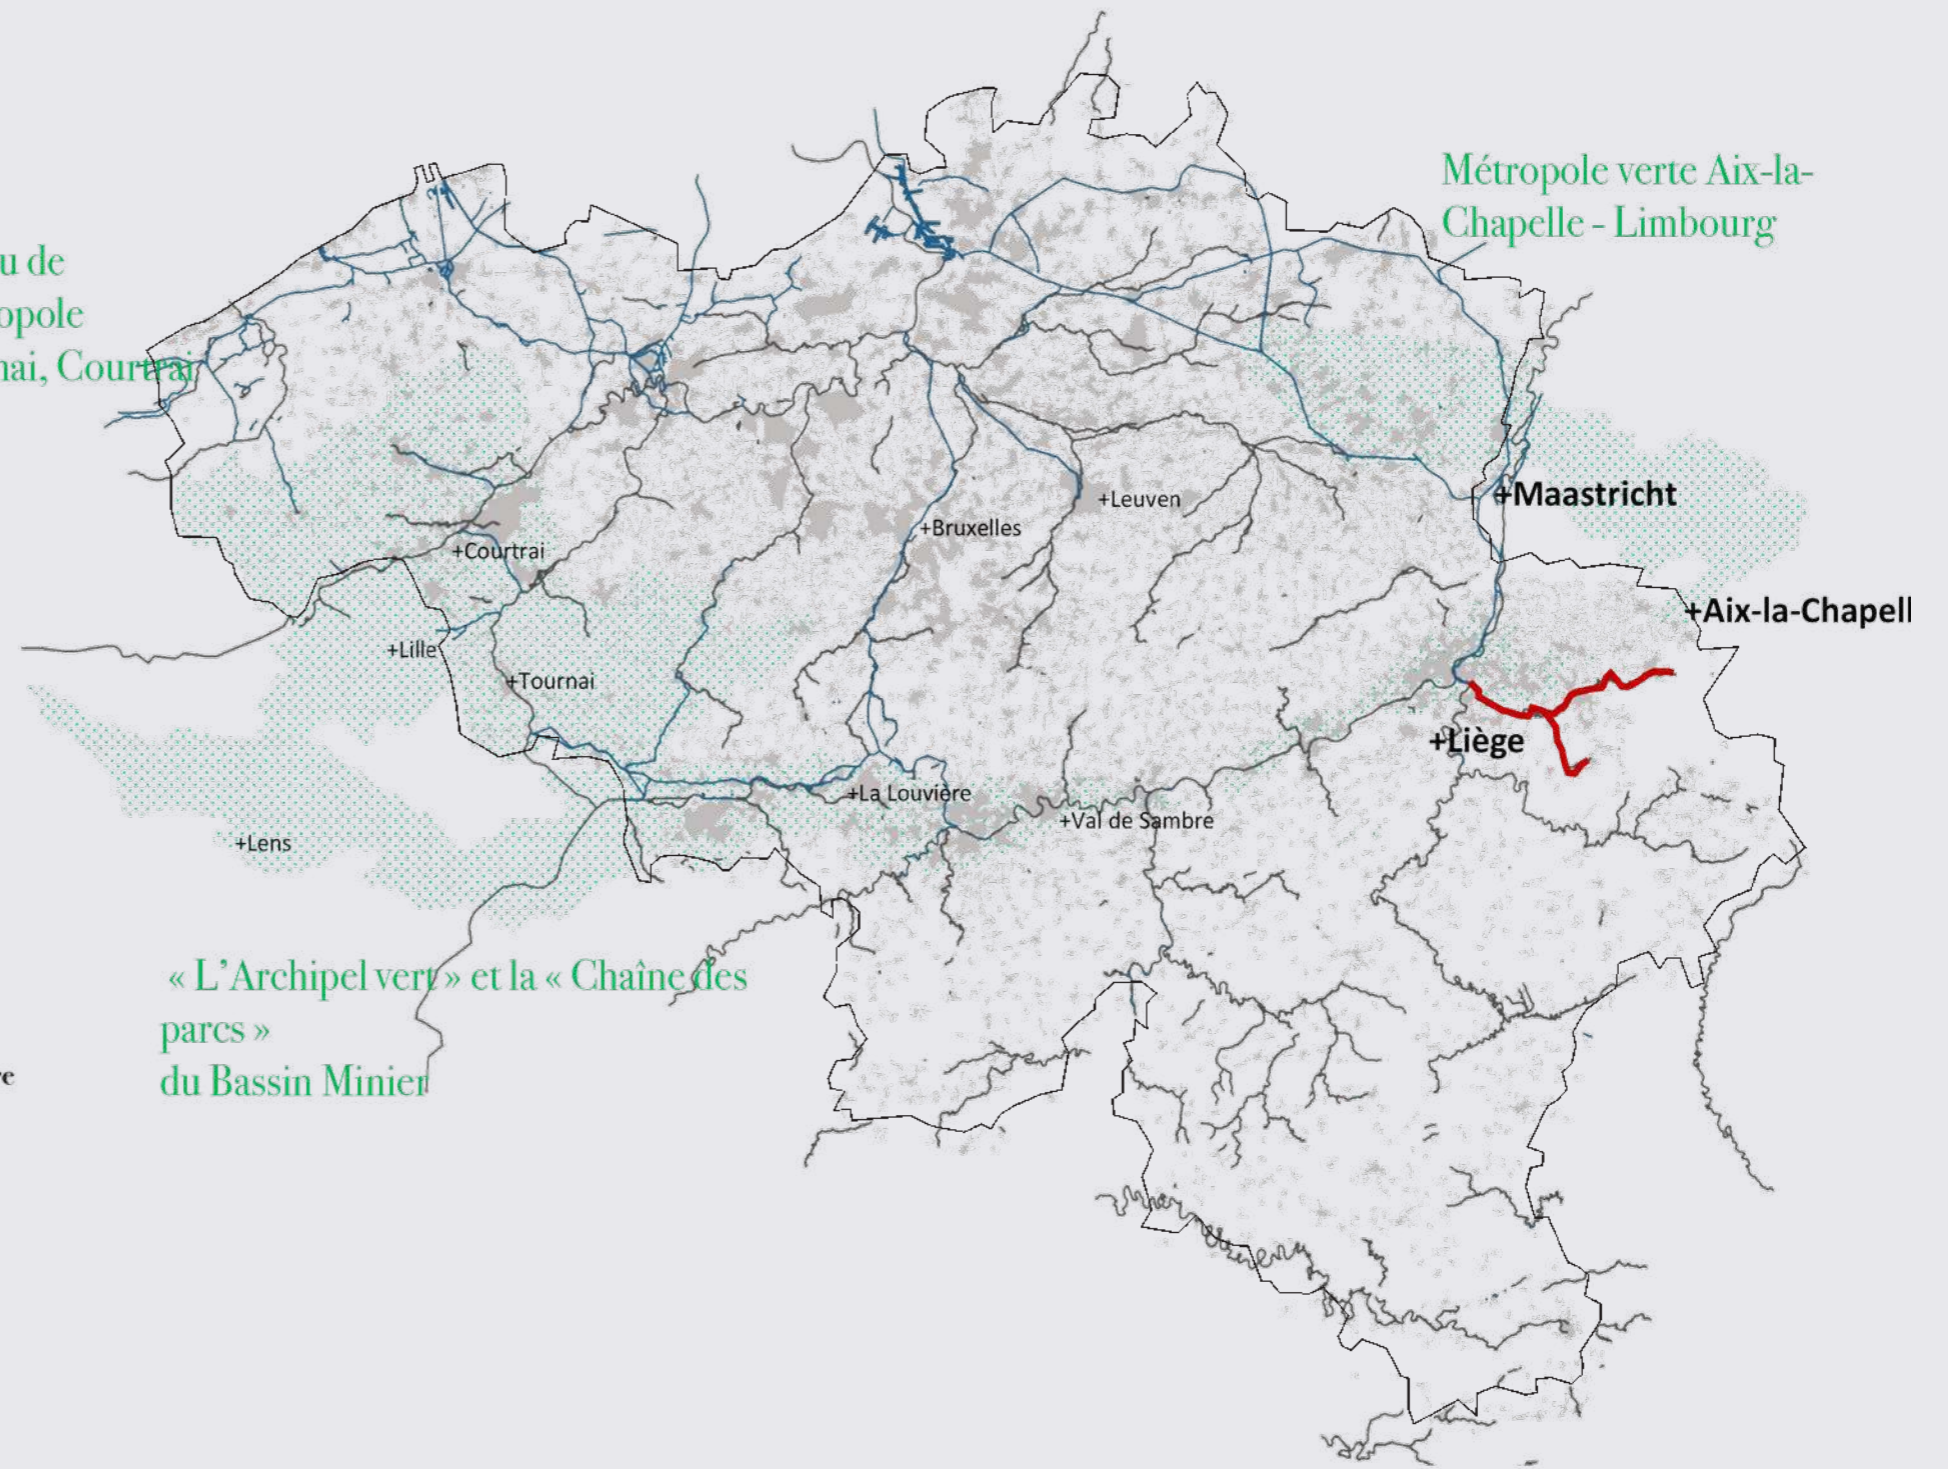 Métropole verte Aix-la-
Chapelle - Limbourg
u de
opole
nai, Courtrai
+Maastricht
+Leuven
+Bruxelles
+Courtrai
+Aix-la-Chapell
+Lille
+Tournai
+Liège
+La Louvière
+Val de Sambre
+Lens
« L’Archipel vert » et la « Chaîne des
parcs »
du Bassin Minier
e